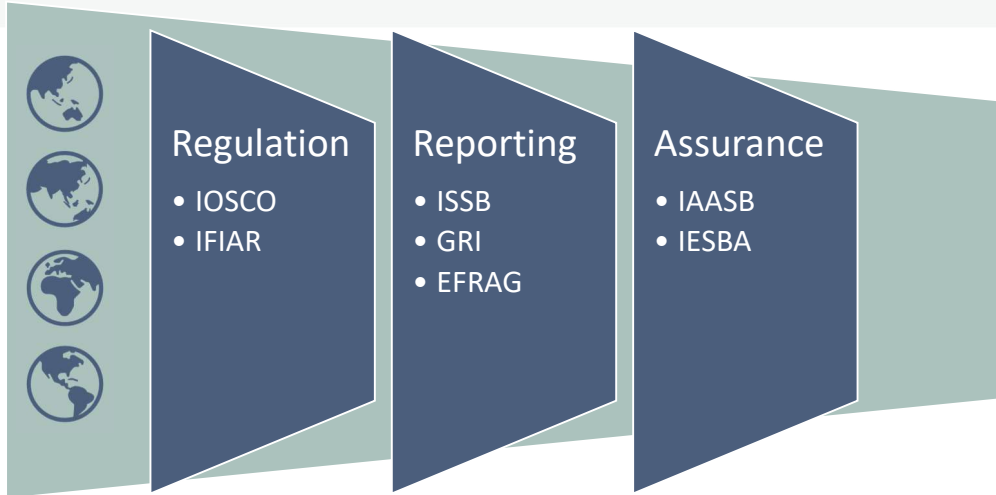 Regulation
• IOSCO
• IFIAR
Reporting
• ISSB
• GRI
• EFRAG
Assurance
• IAASB
• IESBA